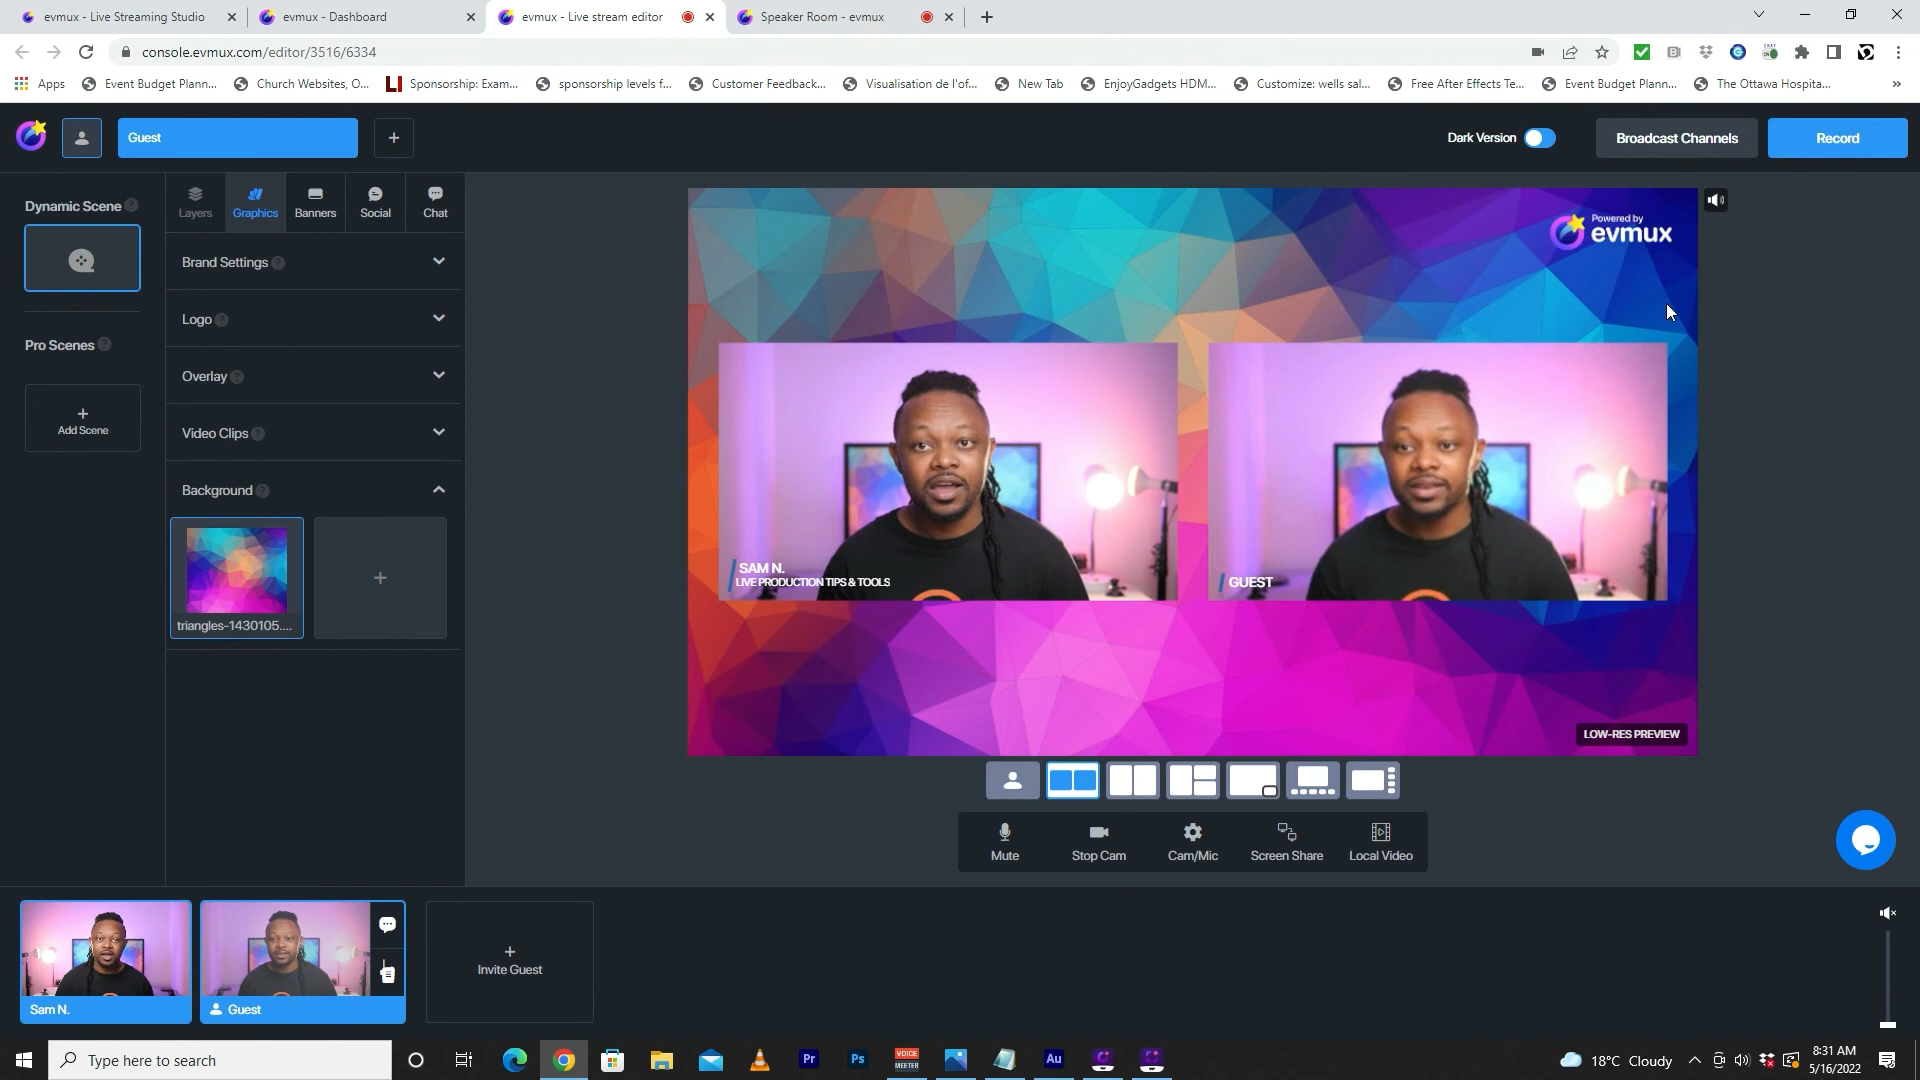 evmux - Live Streaming Studio
evmux - Dashboard
evmux - Live stream editor
Speaker Room - evmux
console.evmux.com/editor/3516/6334
Apps
Event Budget Plann...
Church Websites, O...
Sponsorship: Exam...
sponsorship levels f...
Customer Feedback...
Visualisation de l'of...
New Tab
EnjoyGadgets HDM...
Customize: wells sal...
Free After Effects Te...
Event Budget Plann...
The Ottawa Hospita...
»
Guest
Dark Version
Broadcast Channels
Record
Dynamic Scene
Layers
Graphics
Banners
Social
Chat
Powered by
evmux
Brand Settings
Logo
Pro Scenes
Overlay
Add Scene
Video Clips
Background
triangles-1430105....
SAM N.
LIVE PRODUCTION TIPS & TOOLS
GUEST
LOW-RES PREVIEW
Mute
Stop Cam
Cam/Mic
Screen Share
Local Video
Invite Guest
Sam N.
Guest
Type here to search
Pr
Ps
VOICE
MEETER
Au
18°C Cloudy
8:31 AM
5/16/2022